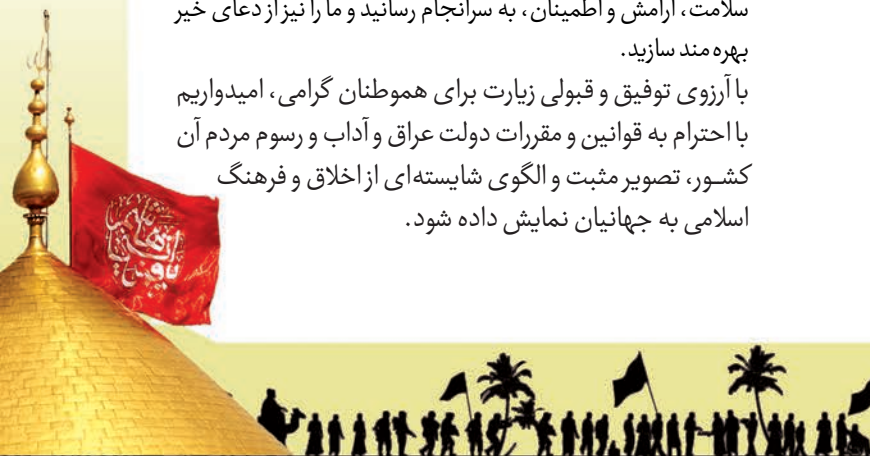 سلامت، آرامش و اطمینان، به سرانجام رسانید و ما را نیز از دعای خیر
بهره‌مند سازید.
با آرزوی توفیق و قبولی زیارت برای هموطنان گرامی، امیدواریم
با احترام به قوانین و مقررات دولت عراق و آداب و رسوم مردم آن
کشـور، تصویر مثبت و الگوی شایسته‌ای از اخلاق و فرهنگ
اسلامی به جهانیان نمایش داده شود.